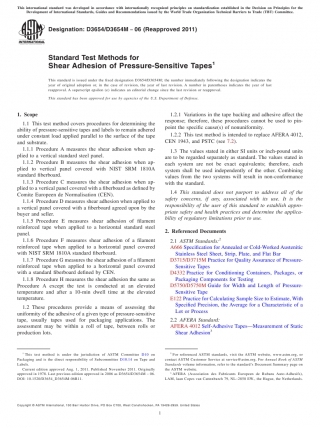 This international standard was developed in accordance with internationally recognized principles on standardization established in the Decision on Principles for the
Development of International Standards, Guides and Recommendations issued by the World Trade Organization Technical Barriers to Trade (TBT) Committee.
Designation: D3654/D3654M − 06 (Reapproved 2011)
INTERNATIONAL
Standard Test Methods for
Shear Adhesion of Pressure-Sensitive Tapes1
This standard is issued under the fixed designation D3654/D3654M; the number immediately following the designation indicates the
year of original adoption or, in the case of revision, the year of last revision. A number in parentheses indicates the year of last
reapproval. A superscript epsilon (ε) indicates an editorial change since the last revision or reapproval.
This standard has been approved for use by agencies of the U.S. Department of Defense.
1. Scope
1.1 This test method covers procedures for determining the
ability of pressure-sensitive tapes and labels to remain adhered
under constant load applied parallel to the surface of the tape
and substrate.
1.1.1 Procedure A measures the shear adhesion when ap-
plied to a vertical standard steel panel.
1.1.2 Procedure B measures the shear adhesion when ap-
plied to vertical panel covered with NIST SRM 1810A
standard fiberboard.
1.1.3 Procedure C measures the shear adhesion when ap-
plied to a vertical panel covered with a fiberboard as defined by
Comite Europeen de Normalisation (CEN).
1.1.4 Procedure D measures shear adhesion when applied to
a vertical panel covered with a fiberboard agreed upon by the
buyer and seller.
1.1.5 Procedure E measures shear adhesion of filament
reinforced tape when applied to a horizontal standard steel
panel.
1.1.6 Procedure F measures shear adhesion of filament
reinforced tape when applied to a horizontal panel covered
with NIST SRM 1810A standard fiberboard.
1.1.7 Procedure G measures the shear adhesion of a filament
reinforced tape when applied to a horizontal panel covered
with a standard fiberboard defined by CEN.
1.1.8 Procedure H measures the shear adhesion the same as
Procedure A except the test is conducted at an elevated
temperature and after a 10-min dwell time at the elevated
temperature.
1.2 These procedures provide a means of assessing the
uniformity of the adhesive of a given type of pressure-sensitive
tape, usually tapes used for packaging applications. The
assessment may be within a roll of tape, between rolls or
production lots.
1.2.1 Variations in the tape backing and adhesive affect the
response; therefore, these procedures cannot be used to pin-
point the specific cause(s) of nonuniformity.
1.2.2 This test method is intended to replace AFERA 4012,
CEN 1943, and PSTC (see 7.2).
1.3 The values stated in either SI units or inch-pound units
are to be regarded separately as standard. The values stated in
each system are not be exact equivalents; therefore, each
system shall be used independently of the other. Combining
values from the two systems will result in non-conformance
with the standard.
1.4 This standard does not purport to address all of the
safety concerns, if any, associated with its use. It is the
responsibility of the user of this standard to establish appro-
priate safety and health practices and determine the applica-
bility of regulatory limitations prior to use.
2. Referenced Documents
2.1 ASTM Standards:2
A666 Specification for Annealed or Cold-Worked Austenitic
Stainless Steel Sheet, Strip, Plate, and Flat Bar
D3715/D3715M Practice for Quality Assurance of Pressure-
Sensitive Tapes
D4332 Practice for Conditioning Containers, Packages, or
Packaging Components for Testing
D5750/D5750M Guide for Width and Length of Pressure-
Sensitive Tape
E122 Practice for Calculating Sample Size to Estimate, With
Specified Precision, the Average for a Characteristic of a
Lot or Process
2.2 AFERA Standard:
AFERA 4012 Self-Adhesive Tapes—Measurement of Static
Shear Adhesion3
1 This test method is under the jurisdiction of ASTM Committee D10 on
Packaging and is the direct responsibility of Subcommittee D10.14 on Tape and
Labels.
Current edition approved Aug. 1, 2011. Published November 2011. Originally
approved in 1978. Last previous edition approved in 2006 as D3654/D3654M – 06.
DOI: 10.1520/D3654_D3654M-06R11.
2 For referenced ASTM standards, visit the ASTM website, www.astm.org, or
contact ASTM Customer Service at service@astm.org. For Annual Book of ASTM
Standards volume information, refer to the standard's Document Summary page on
the ASTM website.
Copyright © ASTM International, 100 Barr Harbor Drive, PO Box C700, West Conshohocken, PA 19428-2959. United States
1